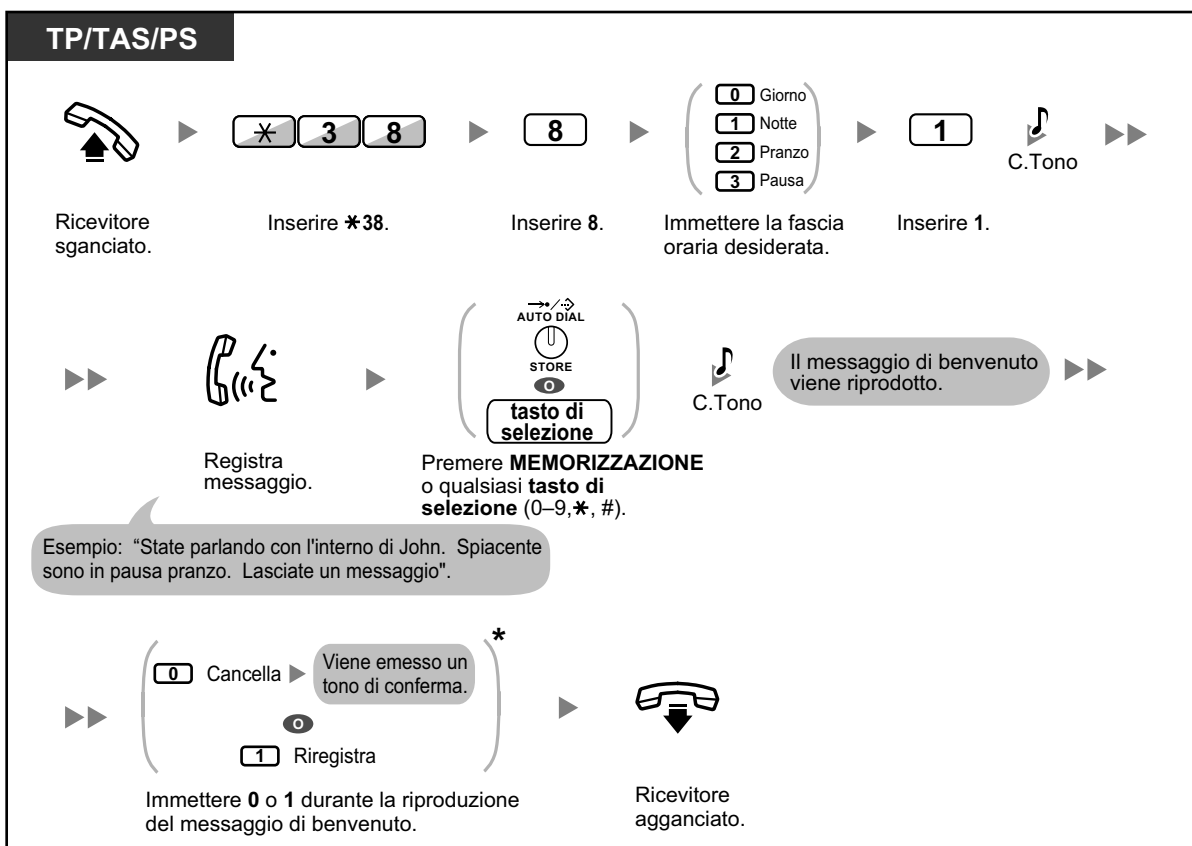 TP/TAS/PS
0 Giorno
1 Notte
2 Pranzo
3 Pausa
* 3 8
8
1
C.Tono
Ricevitore
sganciato.
Inserire *38.
Inserire 8.
Immettere la fascia
oraria desiderata.
Inserire 1.
AUTO DIAL
STORE
O
tasto di
selezione
C.Tono
Il messaggio di benvenuto
viene riprodotto.
Registra
messaggio.
Premere MEMORIZZAZIONE
o qualsiasi tasto di
selezione (0–9,*, #).
Esempio: “State parlando con l'interno di John. Spiacente
sono in pausa pranzo. Lasciate un messaggio".
*
0 Cancella
Viene emesso un
tono di conferma.
O
1 Riregistra
Immettere 0 o 1 durante la riproduzione
del messaggio di benvenuto.
Ricevitore
agganciato.